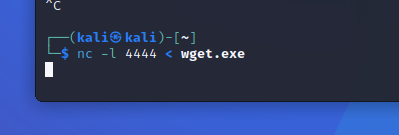 ^C
┌──(kali㉿kali)-[~]
└─$ nc -l 4444 < wget.exe